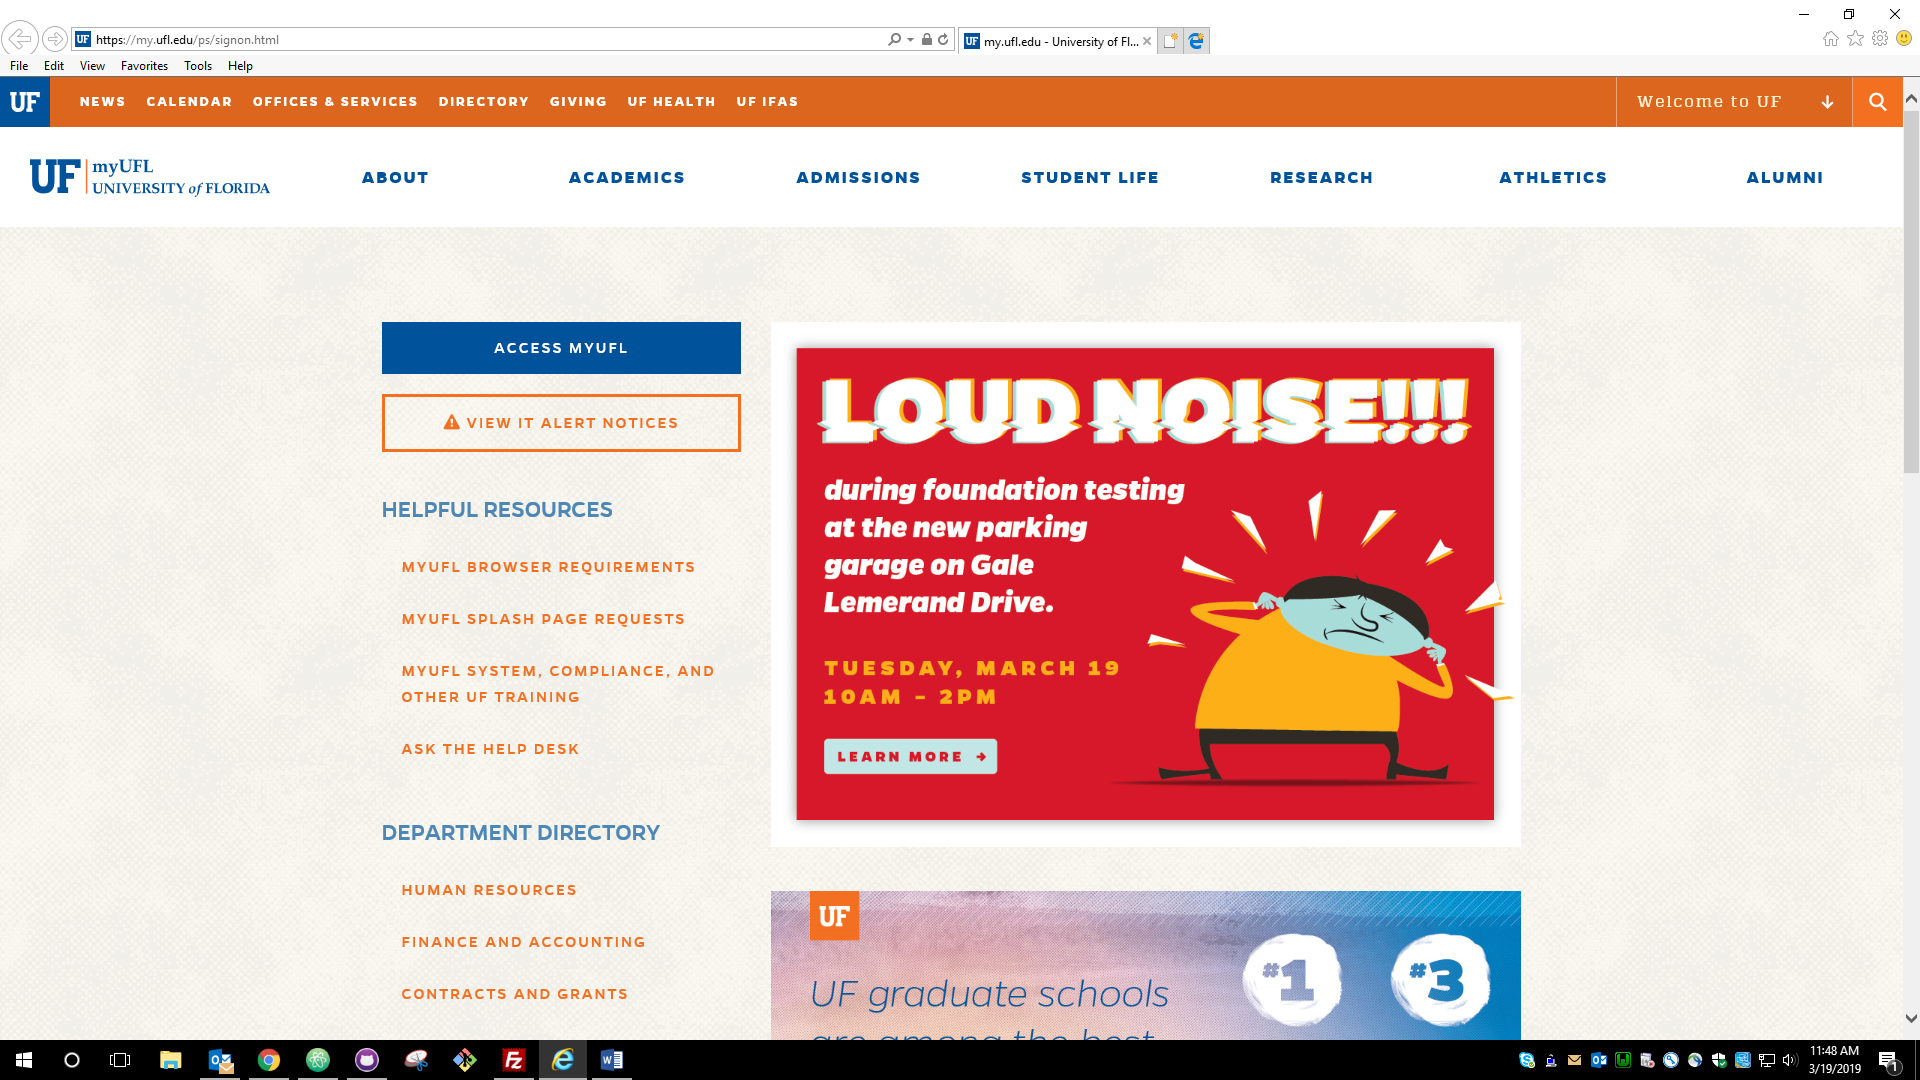 https://my.ufl.edu/ps/signon.html
my.ufl.edu - University of Fl...
File Edit View Favorites Tools Help
UF NEWS CALENDAR OFFICES & SERVICES DIRECTORY GIVING UF HEALTH UF IFAS Welcome to UF
UF myUFL
UNIVERSITY of FLORIDA
ABOUT ACADEMICS ADMISSIONS STUDENT LIFE RESEARCH ATHLETICS ALUMNI
ACCESS MYUFL
VIEW IT ALERT NOTICES
HELPFUL RESOURCES
MYUFL BROWSER REQUIREMENTS
MYUFL SPLASH PAGE REQUESTS
MYUFL SYSTEM, COMPLIANCE, AND
OTHER UF TRAINING
ASK THE HELP DESK
DEPARTMENT DIRECTORY
HUMAN RESOURCES
FINANCE AND ACCOUNTING
CONTRACTS AND GRANTS
LOUD NOISE!!!
during foundation testing
at the new parking
garage on Gale
Lemerand Drive.
TUESDAY, MARCH 19
10AM - 2PM
LEARN MORE
UF
#1 #3
UF graduate schools
are among the best
11:48 AM
3/19/2019
1